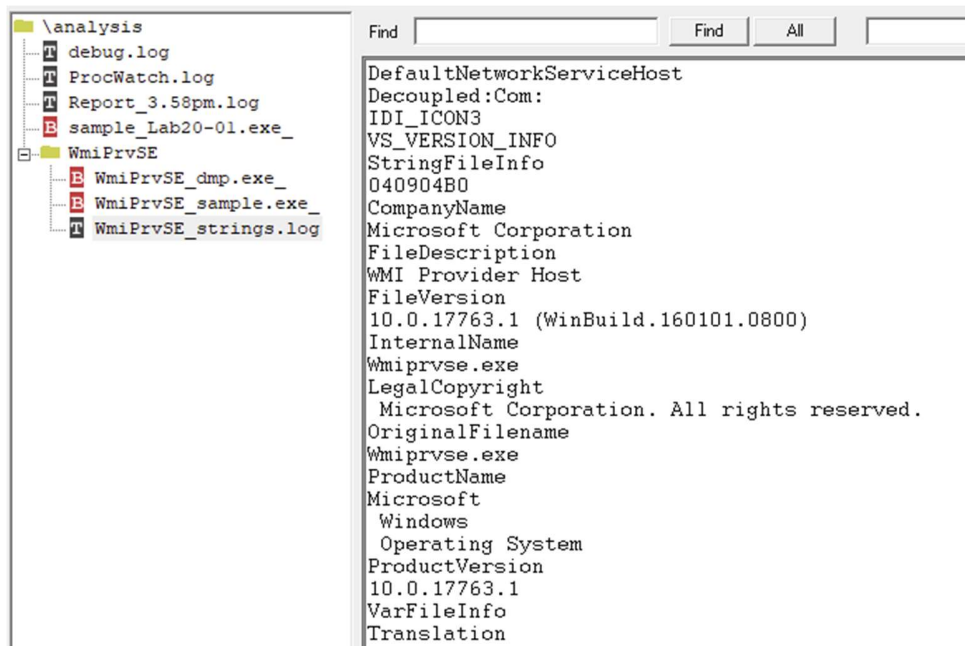 \analysis
debug.log
ProcWatch.log
Report_3.58pm.log
sample_Lab20-01.exe_
WmiPrvSE
WmiPrvSE_dmp.exe_
WmiPrvSE_sample.exe_
WmiPrvSE_strings.log
Find Find All
DefaultNetworkServiceHost
Decoupled:Com:
IDI_ICON3
VS_VERSION_INFO
StringFileInfo
040904B0
CompanyName
Microsoft Corporation
FileDescription
WMI Provider Host
FileVersion
10.0.17763.1 (WinBuild.160101.0800)
InternalName
Wmiprvse.exe
LegalCopyright
Microsoft Corporation. All rights reserved.
OriginalFilename
Wmiprvse.exe
ProductName
Microsoft
Windows
Operating System
ProductVersion
10.0.17763.1
VarFileInfo
Translation